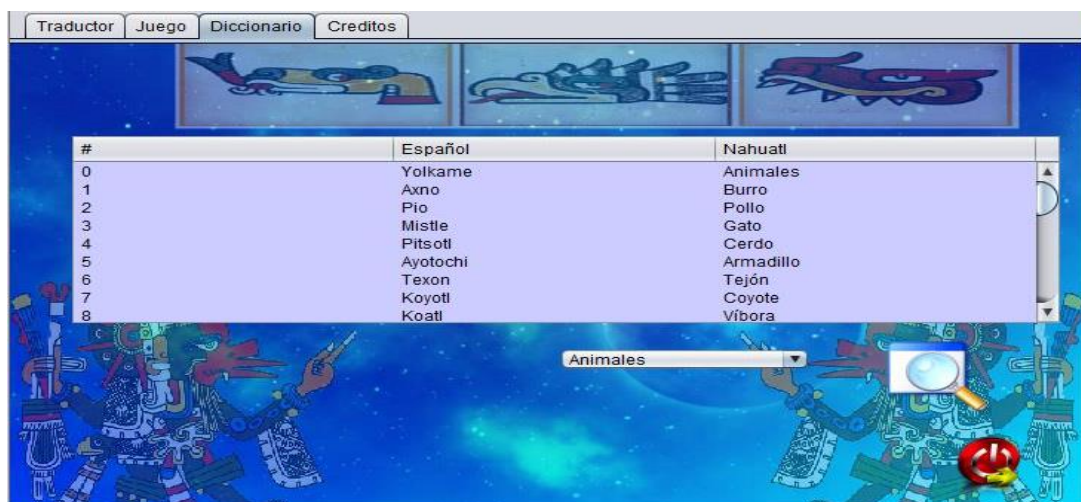 Traductor Juego Diccionario Creditos
# Español Nahuatl
0 Yolkame Animales
1 Axno Burro
2 Pio Pollo
3 Mistle Gato
4 Pitsotl Cerdo
5 Ayotochi Armadillo
6 Texon Tejón
7 Koyotl Coyote
8 Koatl Víbora
Animales